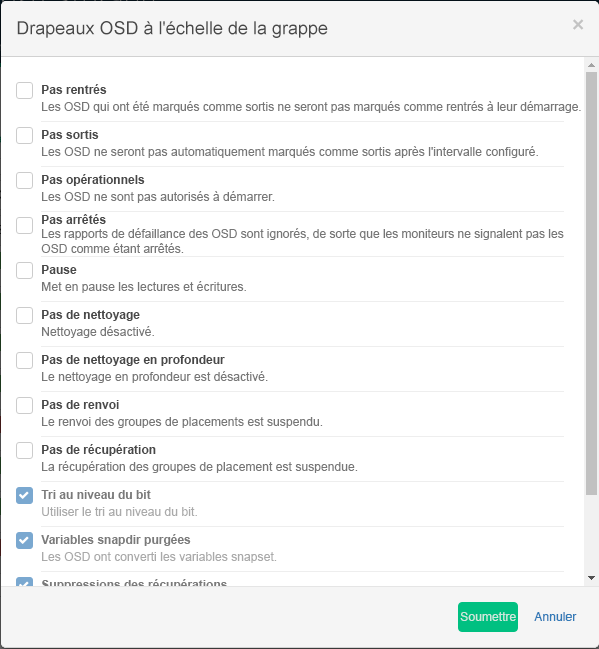 Drapeaux OSD à l'échelle de la grappe
×
Pas rentrés
Les OSD qui ont été marqués comme sortis ne seront pas marqués comme rentrés à leur démarrage.
Pas sortis
Les OSD ne seront pas automatiquement marqués comme sortis après l'intervalle configuré.
Pas opérationnels
Les OSD ne sont pas autorisés à démarrer.
Pas arrêtés
Les rapports de défaillance des OSD sont ignorés, de sorte que les moniteurs ne signalent pas les
OSD comme étant arrêtés.
Pause
Met en pause les lectures et écritures.
Pas de nettoyage
Nettoyage désactivé.
Pas de nettoyage en profondeur
Le nettoyage en profondeur est désactivé.
Pas de renvoi
Le renvoi des groupes de placements est suspendu.
Pas de récupération
La récupération des groupes de placement est suspendue.
Tri au niveau du bit
Utiliser le tri au niveau du bit.
Variables snapdir purgées
Les OSD ont converti les variables snapset.
Suppressions des récupérations
Soumettre
Annuler